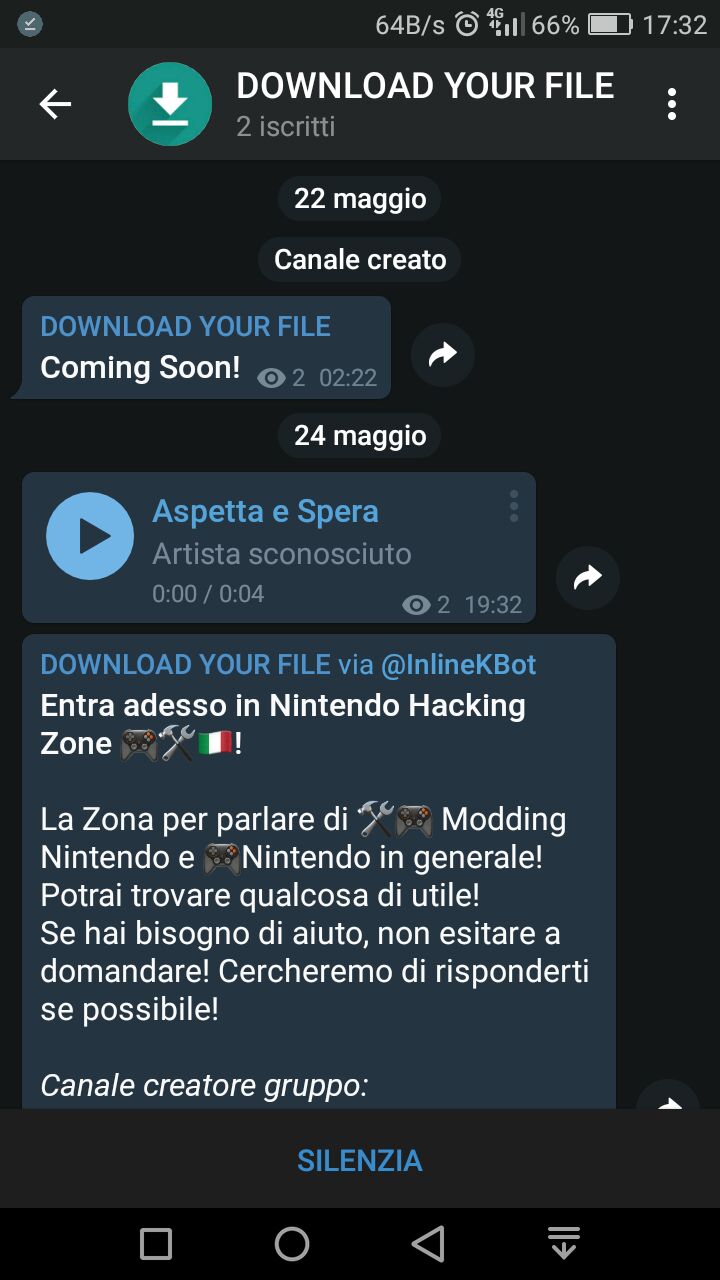 64B/s 4G 66% 17:32
DOWNLOAD YOUR FILE
2 iscritti
22 maggio
Canale creato
DOWNLOAD YOUR FILE
Coming Soon! 2 02:22
24 maggio
Aspetta e Spera
Artista sconosciuto
0:00 / 0:04 2 19:32
DOWNLOAD YOUR FILE via @InlineKBot
Entra adesso in Nintendo Hacking
Zone 🎮🛠🇮🇹!
La Zona per parlare di 🛠🎮 Modding
Nintendo e 🎮Nintendo in generale!
Potrai trovare qualcosa di utile!
Se hai bisogno di aiuto, non esitare a
domandare! Cercheremo di risponderti
se possibile!
Canale creatore gruppo:
SILENZIA